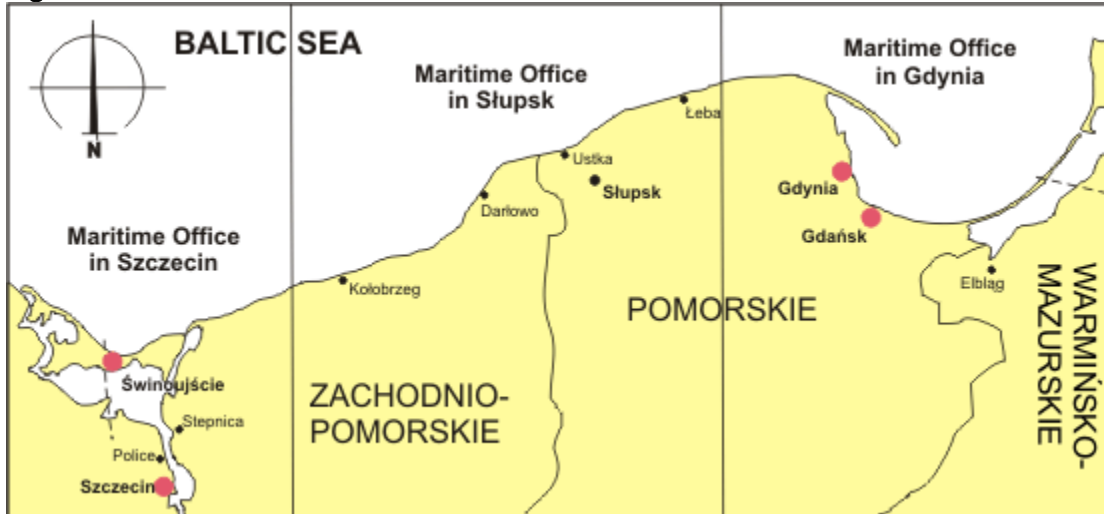 BALTIC SEA
N
Maritime Office
in Słupsk
Maritime Office
in Gdynia
Łeba
Ustka
Słupsk
Gdynia
Darłowo
Gdańsk
Maritime Office
in Szczecin
Elbląg
Kołobrzeg
POMORSKIE
WARMIŃSKO-
MAZURSKIE
Świnoujście
ZACHODNIO-
POMORSKIE
Stepnica
Police
Szczecin